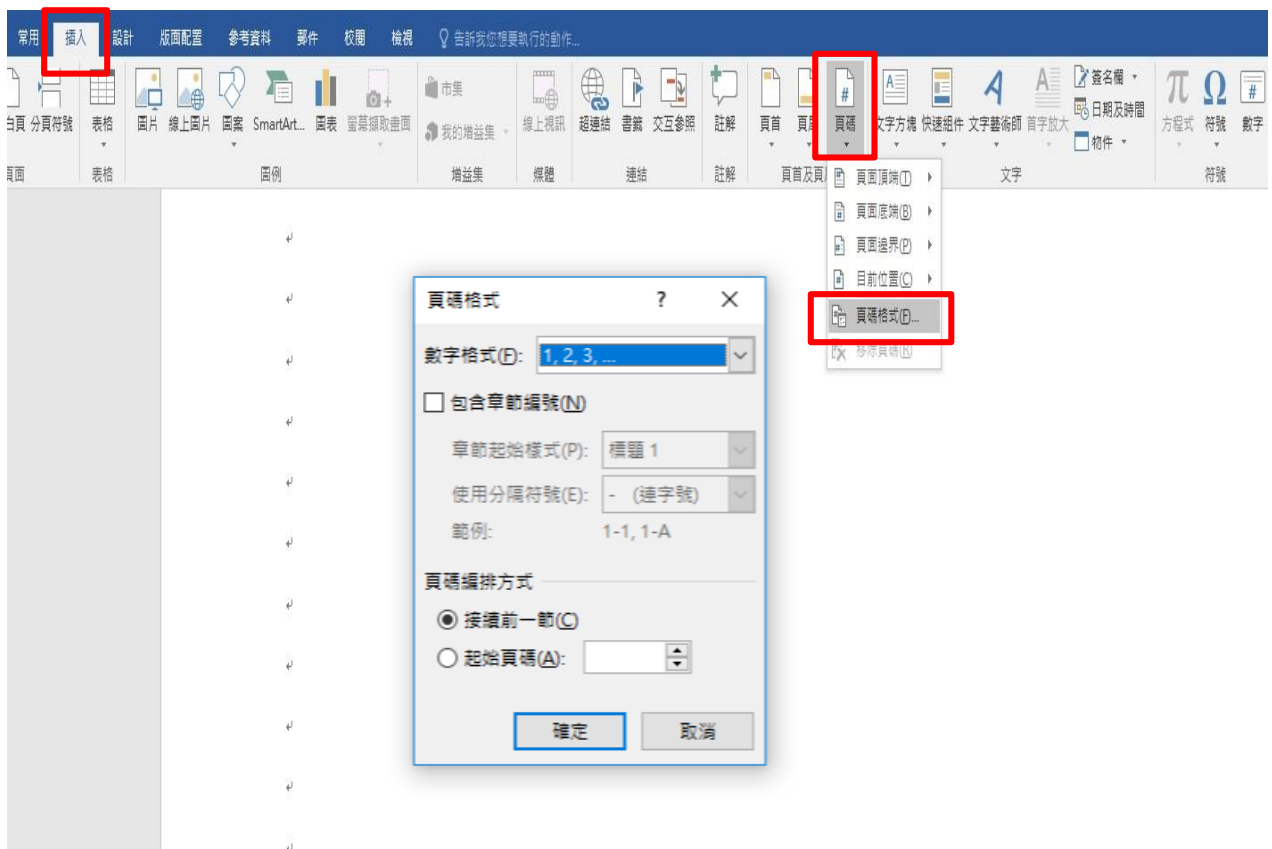 常用 插入 設計 版面配置 參考資料 郵件 校閱 檢視 告訴我您想要執行的動作...
白頁 分頁符號 表格 圖片 線上圖片 圖案 SmartArt... 圖表 螢幕擷取畫面 市集 我的增益集 線上視訊 超連結 書籤 交互參照 註解 頁首 頁尾 頁碼 文字方塊 快速組件 文字藝術師 首字放大 簽名欄 日期及時間 物件 方程式 符號 數字
頁面 表格 圖例 增益集 媒體 連結 註解 頁首及頁 文字 符號
頁面頂端(T)
頁面底端(B)
頁面邊界(P)
目前位置(C)
頁碼格式(F)...
移除頁碼(R)
頁碼格式 ?
數字格式(F): 1, 2, 3, ...
包含章節編號(N)
章節起始樣式(P): 標題 1
使用分隔符號(E): - (連字號)
範例: 1-1, 1-A
頁碼編排方式
接續前一節(C)
起始頁碼(A):
確定 取消